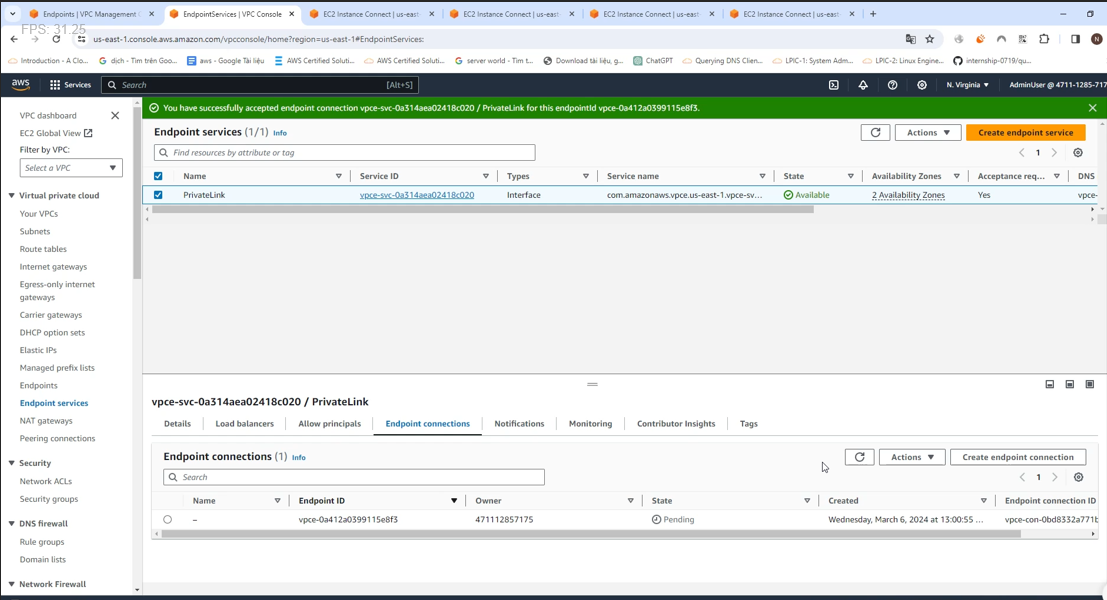 Endpoints | VPC Management
EndpointServices | VPC Console
EC2 Instance Connect | us-east-
EC2 Instance Connect | us-east-
EC2 Instance Connect | us-east-
EC2 Instance Connect | us-east-
FPS: 31.25
us-east-1.console.aws.amazon.com/vpcconsole/home?region=us-east-1#EndpointServices:
Introduction - A Clo...
dịch - Tìm trên Goo...
aws - Google Tài liệu
AWS Certified Soluti...
AWS Certified Soluti...
server world - Tìm t...
Download tài liệu, g...
ChatGPT
Querying DNS Clien...
LPIC-1: System Adm...
LPIC-2: Linux Engine...
internship-0719/qu...
aws Services Search [Alt+S] N. Virginia AdminUser @ 4711-1285-717
VPC dashboard
EC2 Global View
Filter by VPC:
Select a VPC
Virtual private cloud
Your VPCs
Subnets
Route tables
Internet gateways
Egress-only internet
gateways
Carrier gateways
DHCP option sets
Elastic IPs
Managed prefix lists
Endpoints
Endpoint services
NAT gateways
Peering connections
Security
Network ACLs
Security groups
DNS firewall
Rule groups
Domain lists
Network Firewall
You have successfully accepted endpoint connection vpce-svc-0a314aea02418c020 / PrivateLink for this endpointId vpce-0a412a0399115e8f3.
Endpoint services (1/1) Info Actions Create endpoint service
Find resources by attribute or tag 1
Name Service ID Types Service name State Availability Zones Acceptance req... DNS
PrivateLink vpce-svc-0a314aea02418c020 Interface com.amazonaws.vpce.us-east-1.vpce-sv... Available 2 Availability Zones Yes vpce-
vpce-svc-0a314aea02418c020 / PrivateLink
Details Load balancers Allow principals Endpoint connections Notifications Monitoring Contributor Insights Tags
Endpoint connections (1) Info Actions Create endpoint connection
Search 1
Name Endpoint ID Owner State Created Endpoint connection ID
– vpce-0a412a0399115e8f3 471112857175 Pending Wednesday, March 6, 2024 at 13:00:55 ... vpce-con-0bd8332a771b